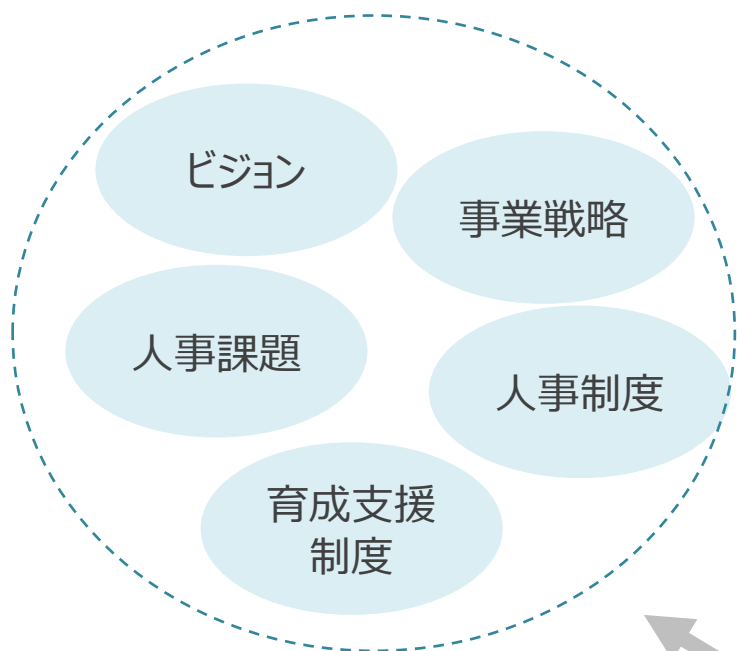 ビジョン
事業戦略
人事課題
人事制度
育成支援
制度